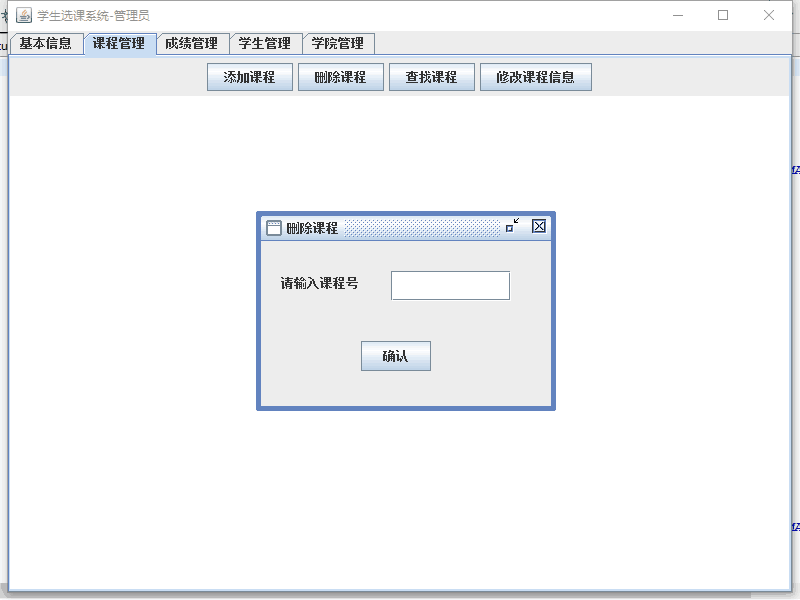 学生选课系统-管理员
基本信息 课程管理 成绩管理 学生管理 学院管理
添加课程 删除课程 查找课程 修改课程信息
删除课程
请输入课程号
确认